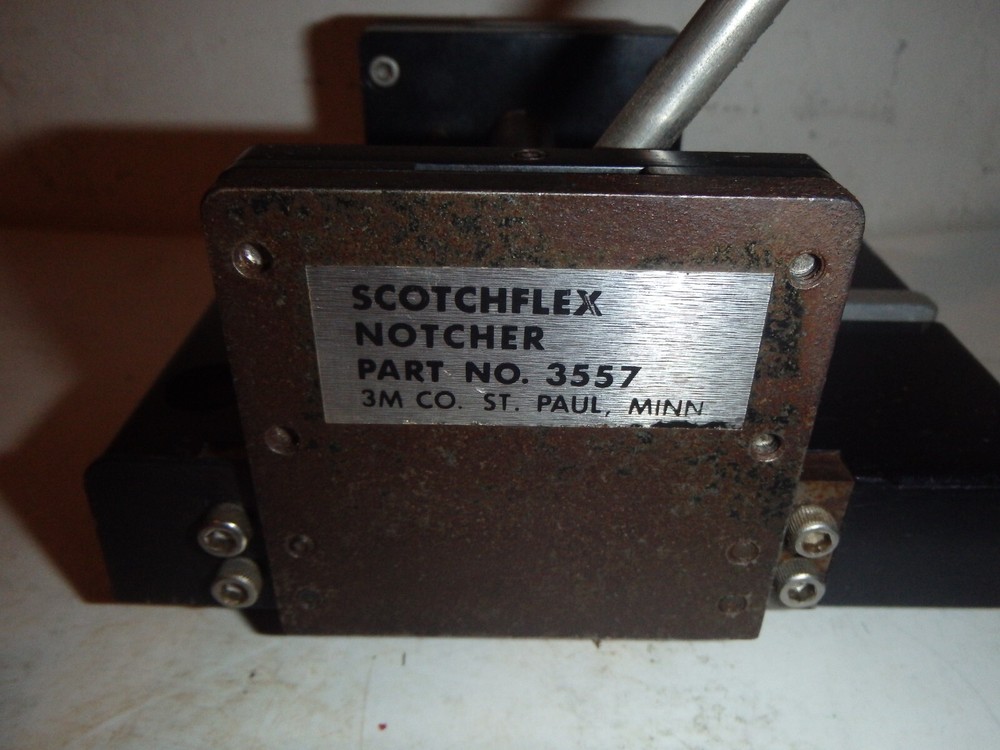 SCOTCHFLEX
NOTCHER
PART NO. 3557
3M CO. ST. PAUL, MINN